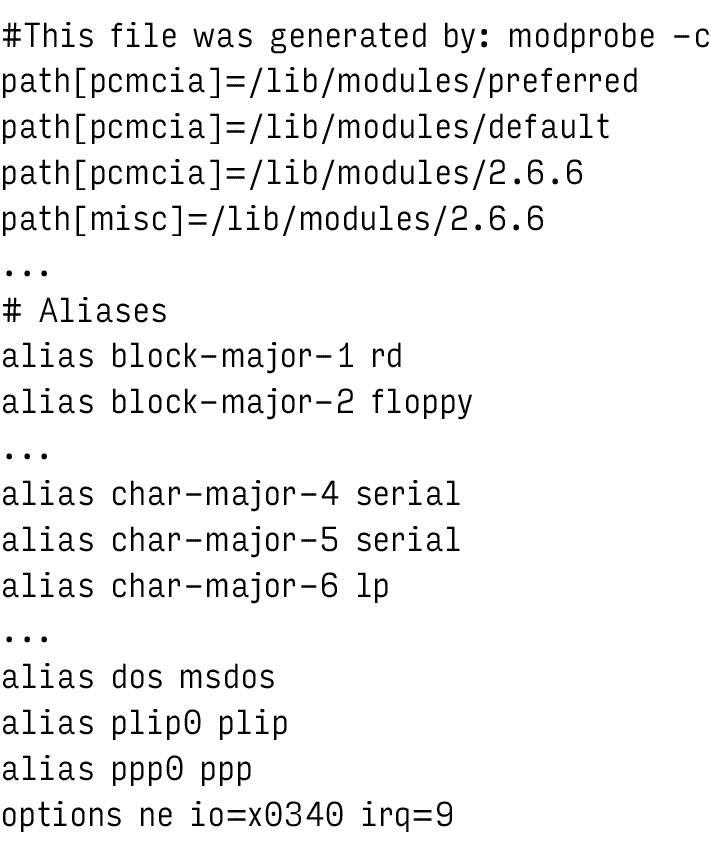 #This file was generated by: modprobe -c
path[pcmcia]=/lib/modules/preferred
path[pcmcia]=/lib/modules/default
path[pcmcia]=/lib/modules/2.6.6
path[misc]=/lib/modules/2.6.6
...
# Aliases
alias block-major-1 rd
alias block-major-2 floppy
...
alias char-major-4 serial
alias char-major-5 serial
alias char-major-6 lp
...
alias dos msdos
alias plip0 plip
alias ppp0 ppp
options ne io=x0340 irq=9